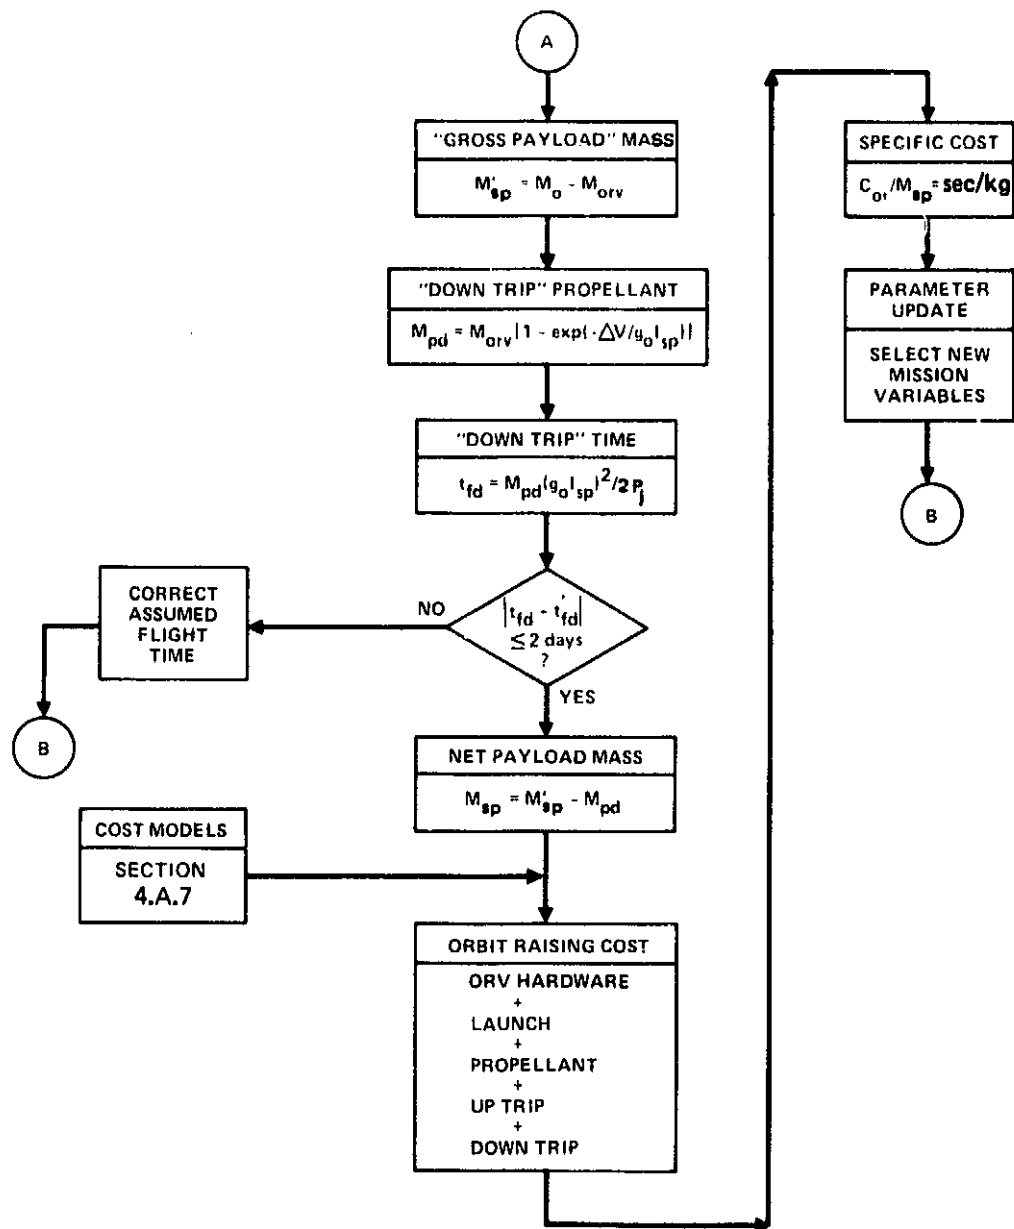 A
"GROSS PAYLOAD" MASS
M'sp = Mo - Morv
"DOWN TRIP" PROPELLANT
Mpd = Morv[1 - exp(-ΔV/goIsp)]
"DOWN TRIP" TIME
tfd = Mpd(goIsp)²/2Pj
|tfd - t'fd|
≤ 2 days
?
NO
YES
CORRECT
ASSUMED
FLIGHT
TIME
B
NET PAYLOAD MASS
Msp = M'sp - Mpd
COST MODELS
SECTION
4.A.7
ORBIT RAISING COST
ORV HARDWARE
+
LAUNCH
+
PROPELLANT
+
UP TRIP
+
DOWN TRIP
SPECIFIC COST
Cor/Msp = sec/kg
PARAMETER
UPDATE
SELECT NEW
MISSION
VARIABLES
B